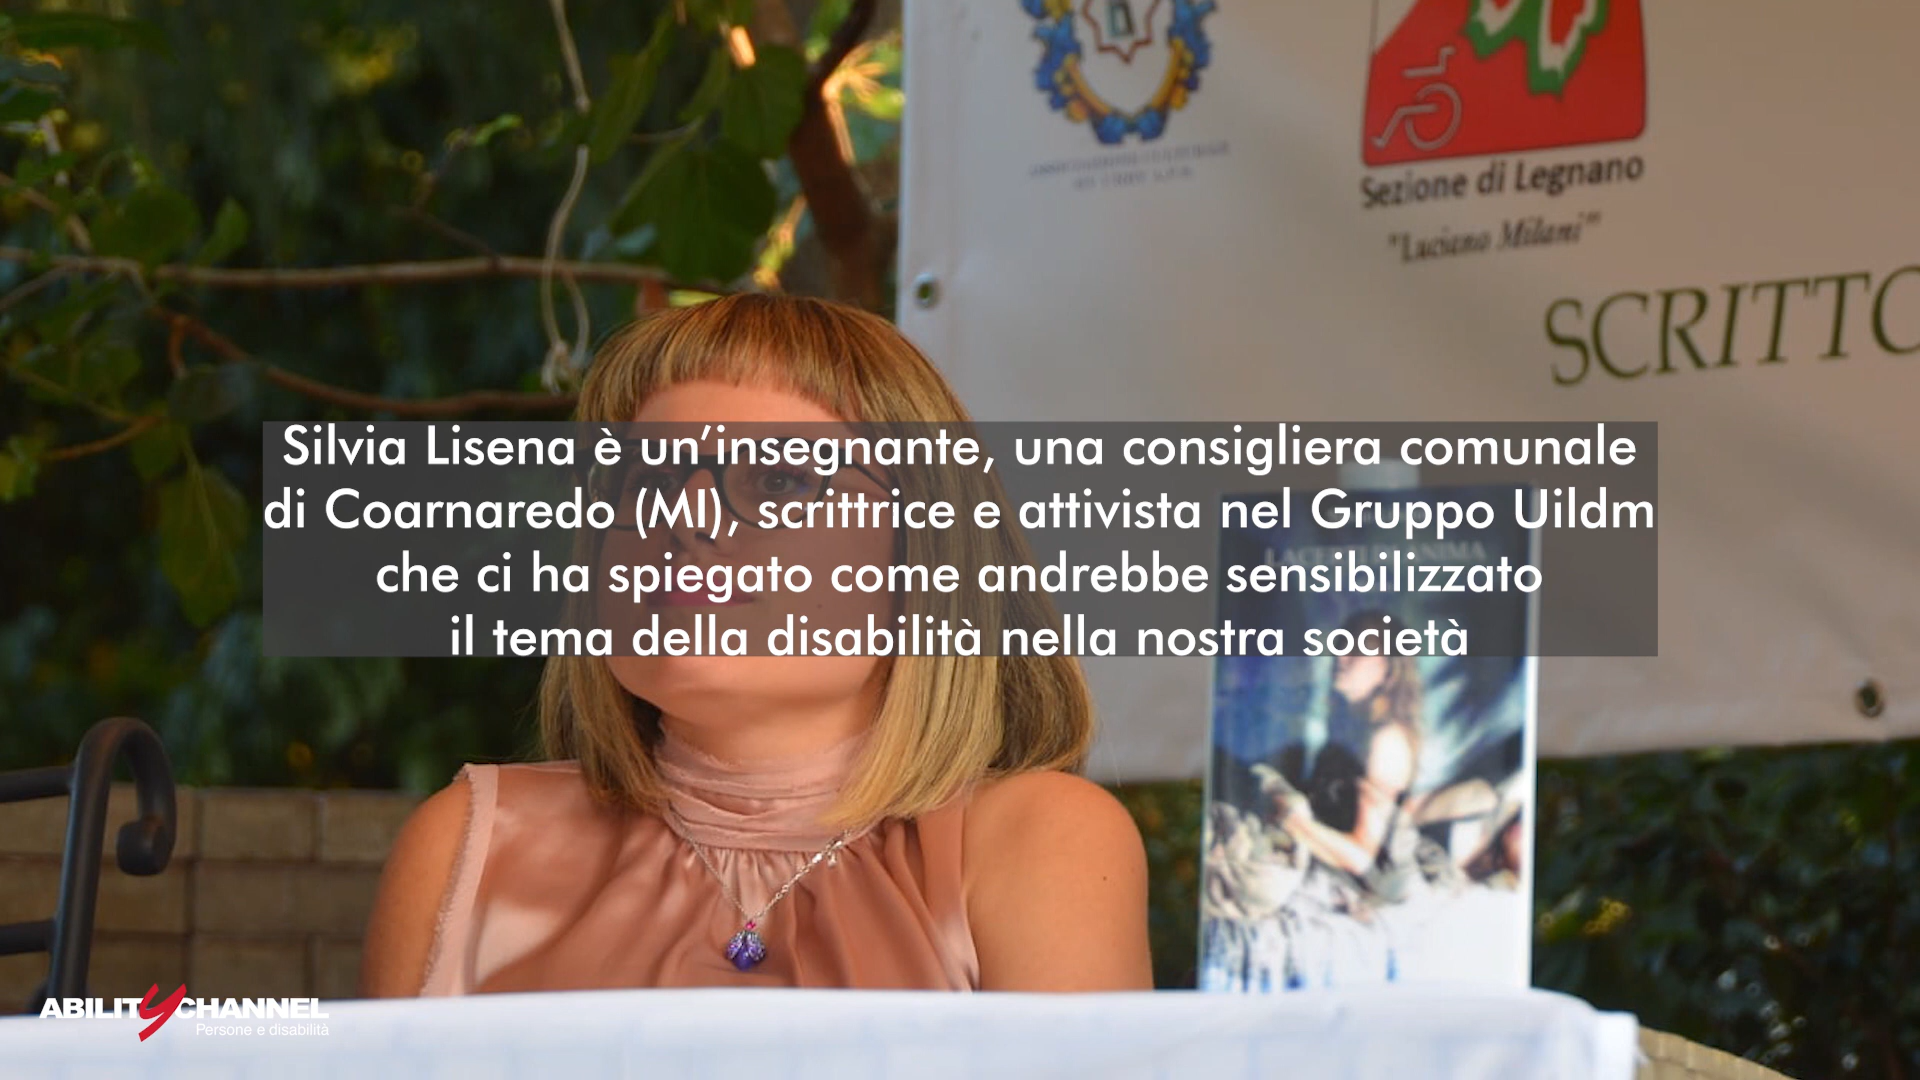 Sezione di Legnano
"Luciano Milani"
SCRITTO
Silvia Lisena è un’insegnante, una consigliera comunale
di Coarnaredo (MI), scrittrice e attivista nel Gruppo Uildm
che ci ha spiegato come andrebbe sensibilizzato
il tema della disabilità nella nostra società
ABILITYCHANNEL
Persone e disabilità